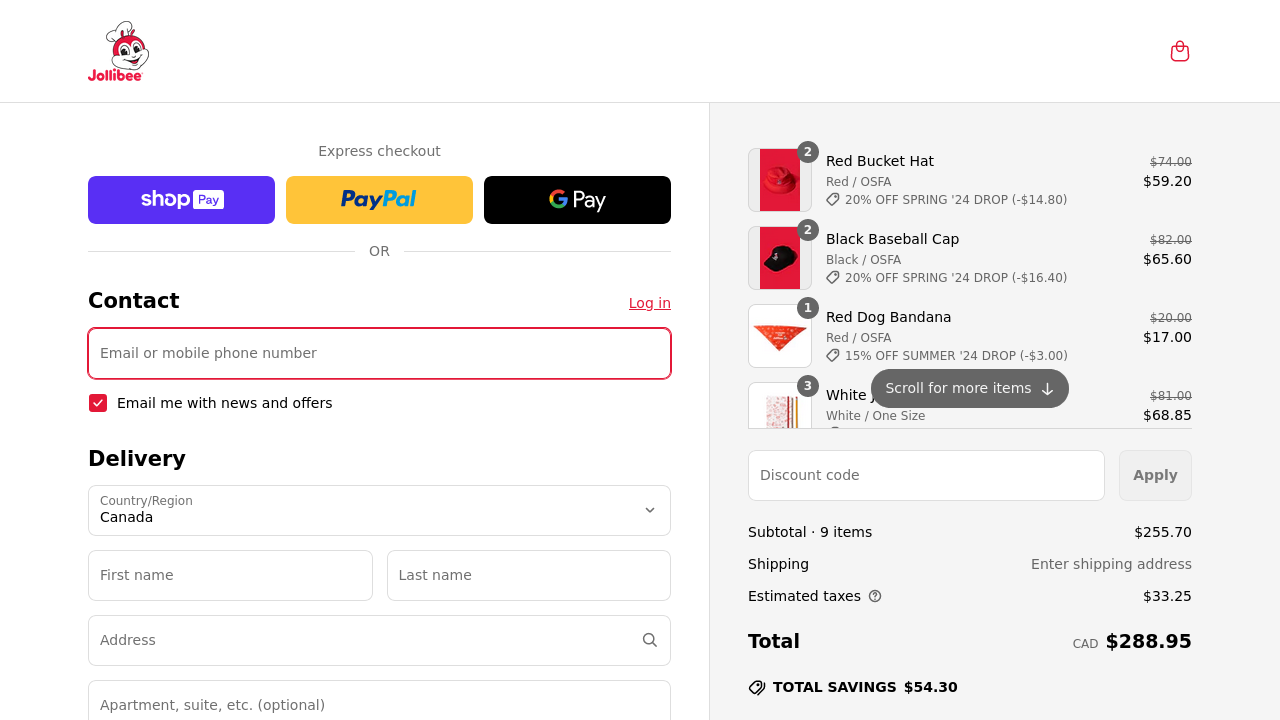 Jollibee
Express checkout
shop Pay
PayPal
G Pay
OR
Contact
Log in
Email or mobile phone number
Email me with news and offers
Delivery
Country/Region
Canada
First name
Last name
Address
Apartment, suite, etc. (optional)
2
Red Bucket Hat
$74.00
Red / OSFA
$59.20
20% OFF SPRING '24 DROP (-$14.80)
2
Black Baseball Cap
$82.00
Black / OSFA
$65.60
20% OFF SPRING '24 DROP (-$16.40)
1
Red Dog Bandana
$20.00
Red / OSFA
$17.00
15% OFF SUMMER '24 DROP (-$3.00)
3
White
$81.00
White / One Size
$68.85
Scroll for more items
Discount code
Apply
Subtotal · 9 items
$255.70
Shipping
Enter shipping address
Estimated taxes
$33.25
Total
CAD $288.95
TOTAL SAVINGS $54.30